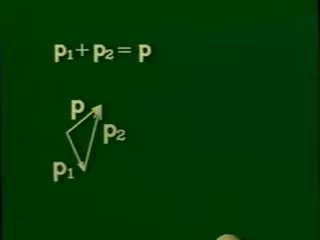 p₁ + p₂ = p
p
p₂
p₁